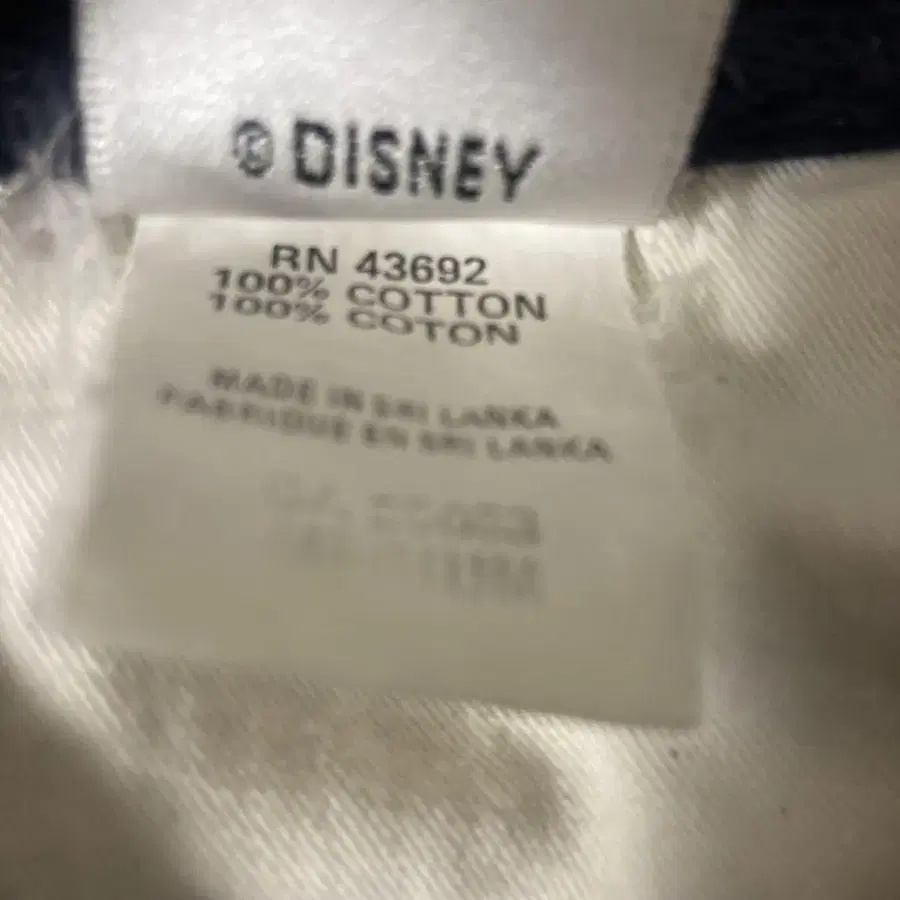 © DISNEY
RN 43692
100% COTTON
100% COTON
MADE IN SRI LANKA
FABRIQUE EN SRI LANKA